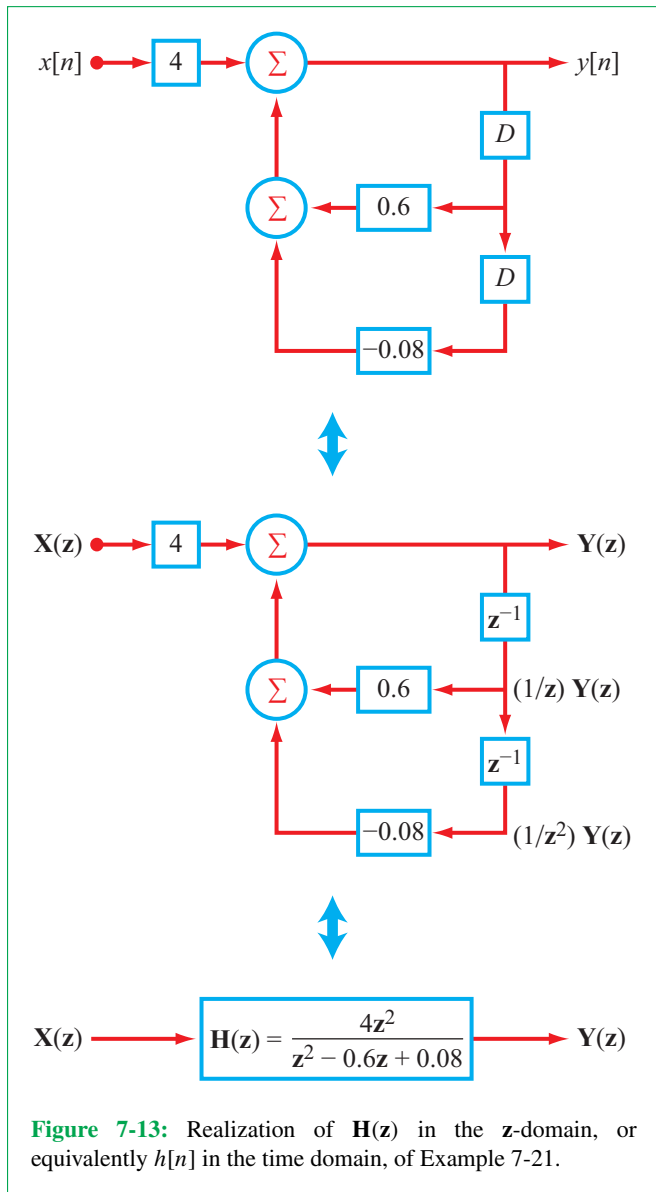 x[n] 4 Σ y[n]
D
Σ 0.6
D
−0.08
X(z) 4 Σ Y(z)
z⁻¹
Σ 0.6 (1/z) Y(z)
z⁻¹
−0.08 (1/z²) Y(z)
X(z) H(z) = 4z² / z² − 0.6z + 0.08 Y(z)
Figure 7-13: Realization of H(z) in the z-domain, or
equivalently h[n] in the time domain, of Example 7-21.